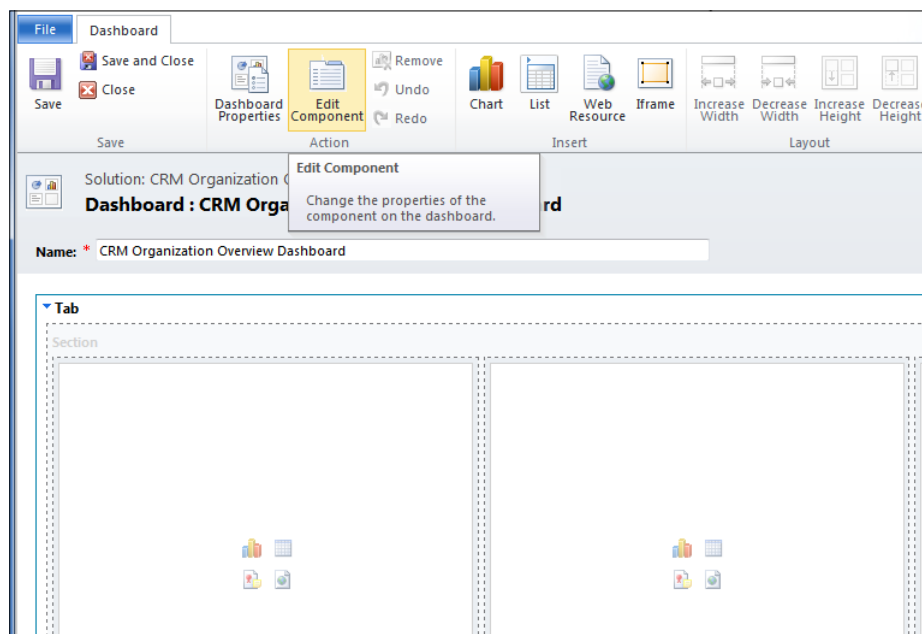 File Dashboard
Save
Save and Close
Close
Dashboard
Properties
Edit
Component
Remove
Undo
Redo
Chart
List
Web
Resource
Iframe
Increase
Width
Decrease
Width
Increase
Height
Decrease
Height
Save Action Insert Layout
Edit Component
Change the properties of the
component on the dashboard.
Solution: CRM Organization
Dashboard : CRM Orga rd
Name: * CRM Organization Overview Dashboard
Tab
Section